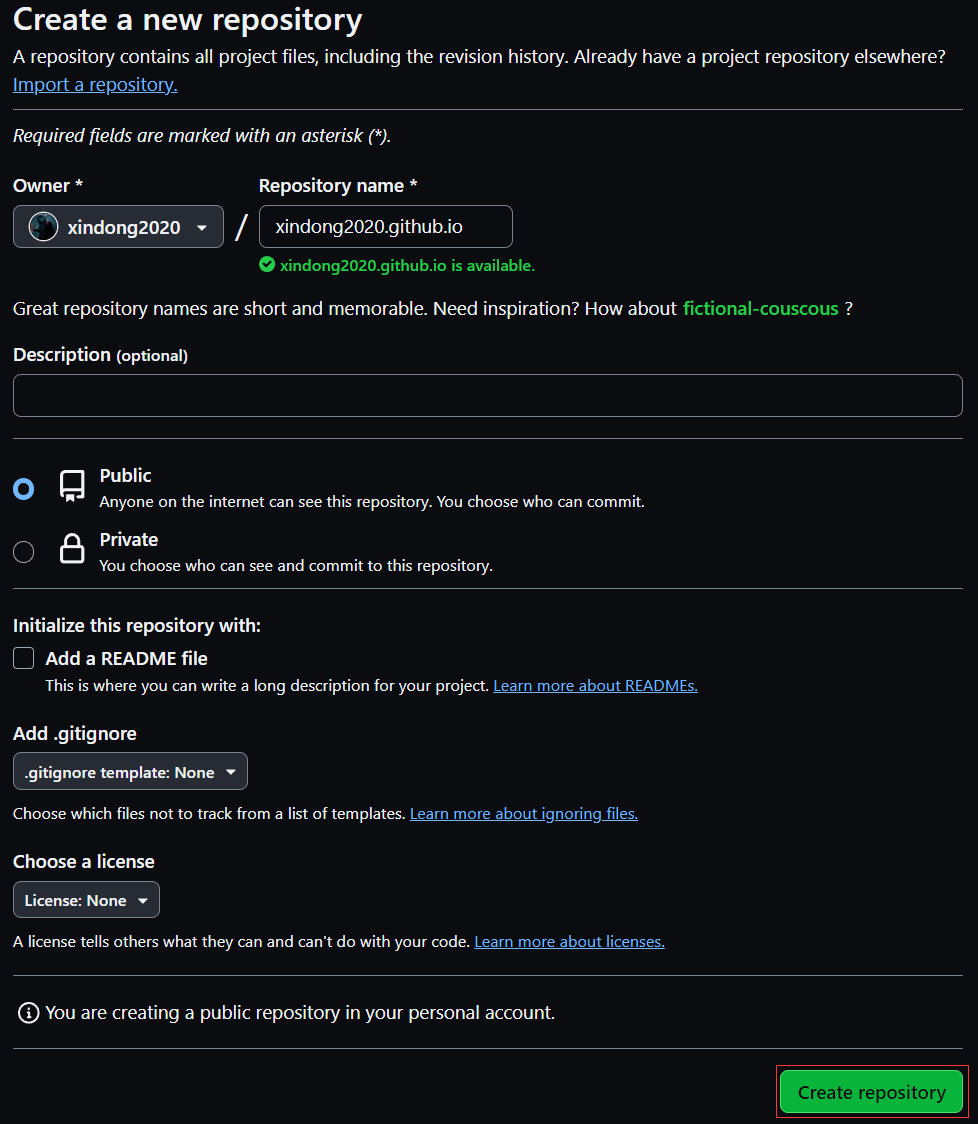 Create a new repository
A repository contains all project files, including the revision history. Already have a project repository elsewhere?
Import a repository.
Required fields are marked with an asterisk (*).
Owner *
Repository name *
xindong2020
/
xindong2020.github.io
xindong2020.github.io is available.
Great repository names are short and memorable. Need inspiration? How about fictional-couscous ?
Description (optional)
Public
Anyone on the internet can see this repository. You choose who can commit.
Private
You choose who can see and commit to this repository.
Initialize this repository with:
Add a README file
This is where you can write a long description for your project. Learn more about READMEs.
Add .gitignore
.gitignore template: None
Choose which files not to track from a list of templates. Learn more about ignoring files.
Choose a license
License: None
A license tells others what they can and can't do with your code. Learn more about licenses.
You are creating a public repository in your personal account.
Create repository